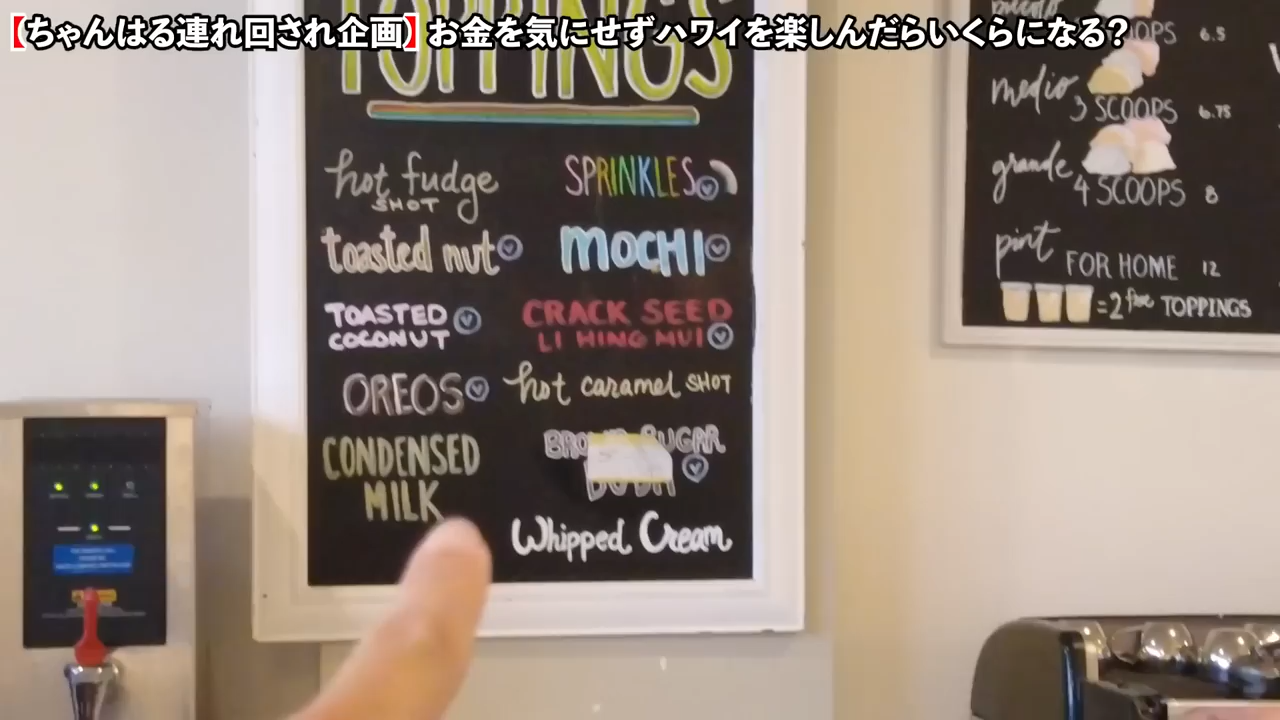 【ちゃんはる連れ回され企画】お金を気にせずハワイを楽しんだらいくらになる？
TOPPINGS
hot fudge
SHOT
toasted nut
TOASTED
COCONUT
OREOS
CONDENSED
MILK
SPRINKLES
MOCHI
CRACK SEED
LI HING MUI
hot caramel SHOT
SUGAR
Whipped Cream
6.5
medio
3 SCOOPS 6.75
grande
4 SCOOPS 8
pint FOR HOME 12
=2 free TOPPINGS